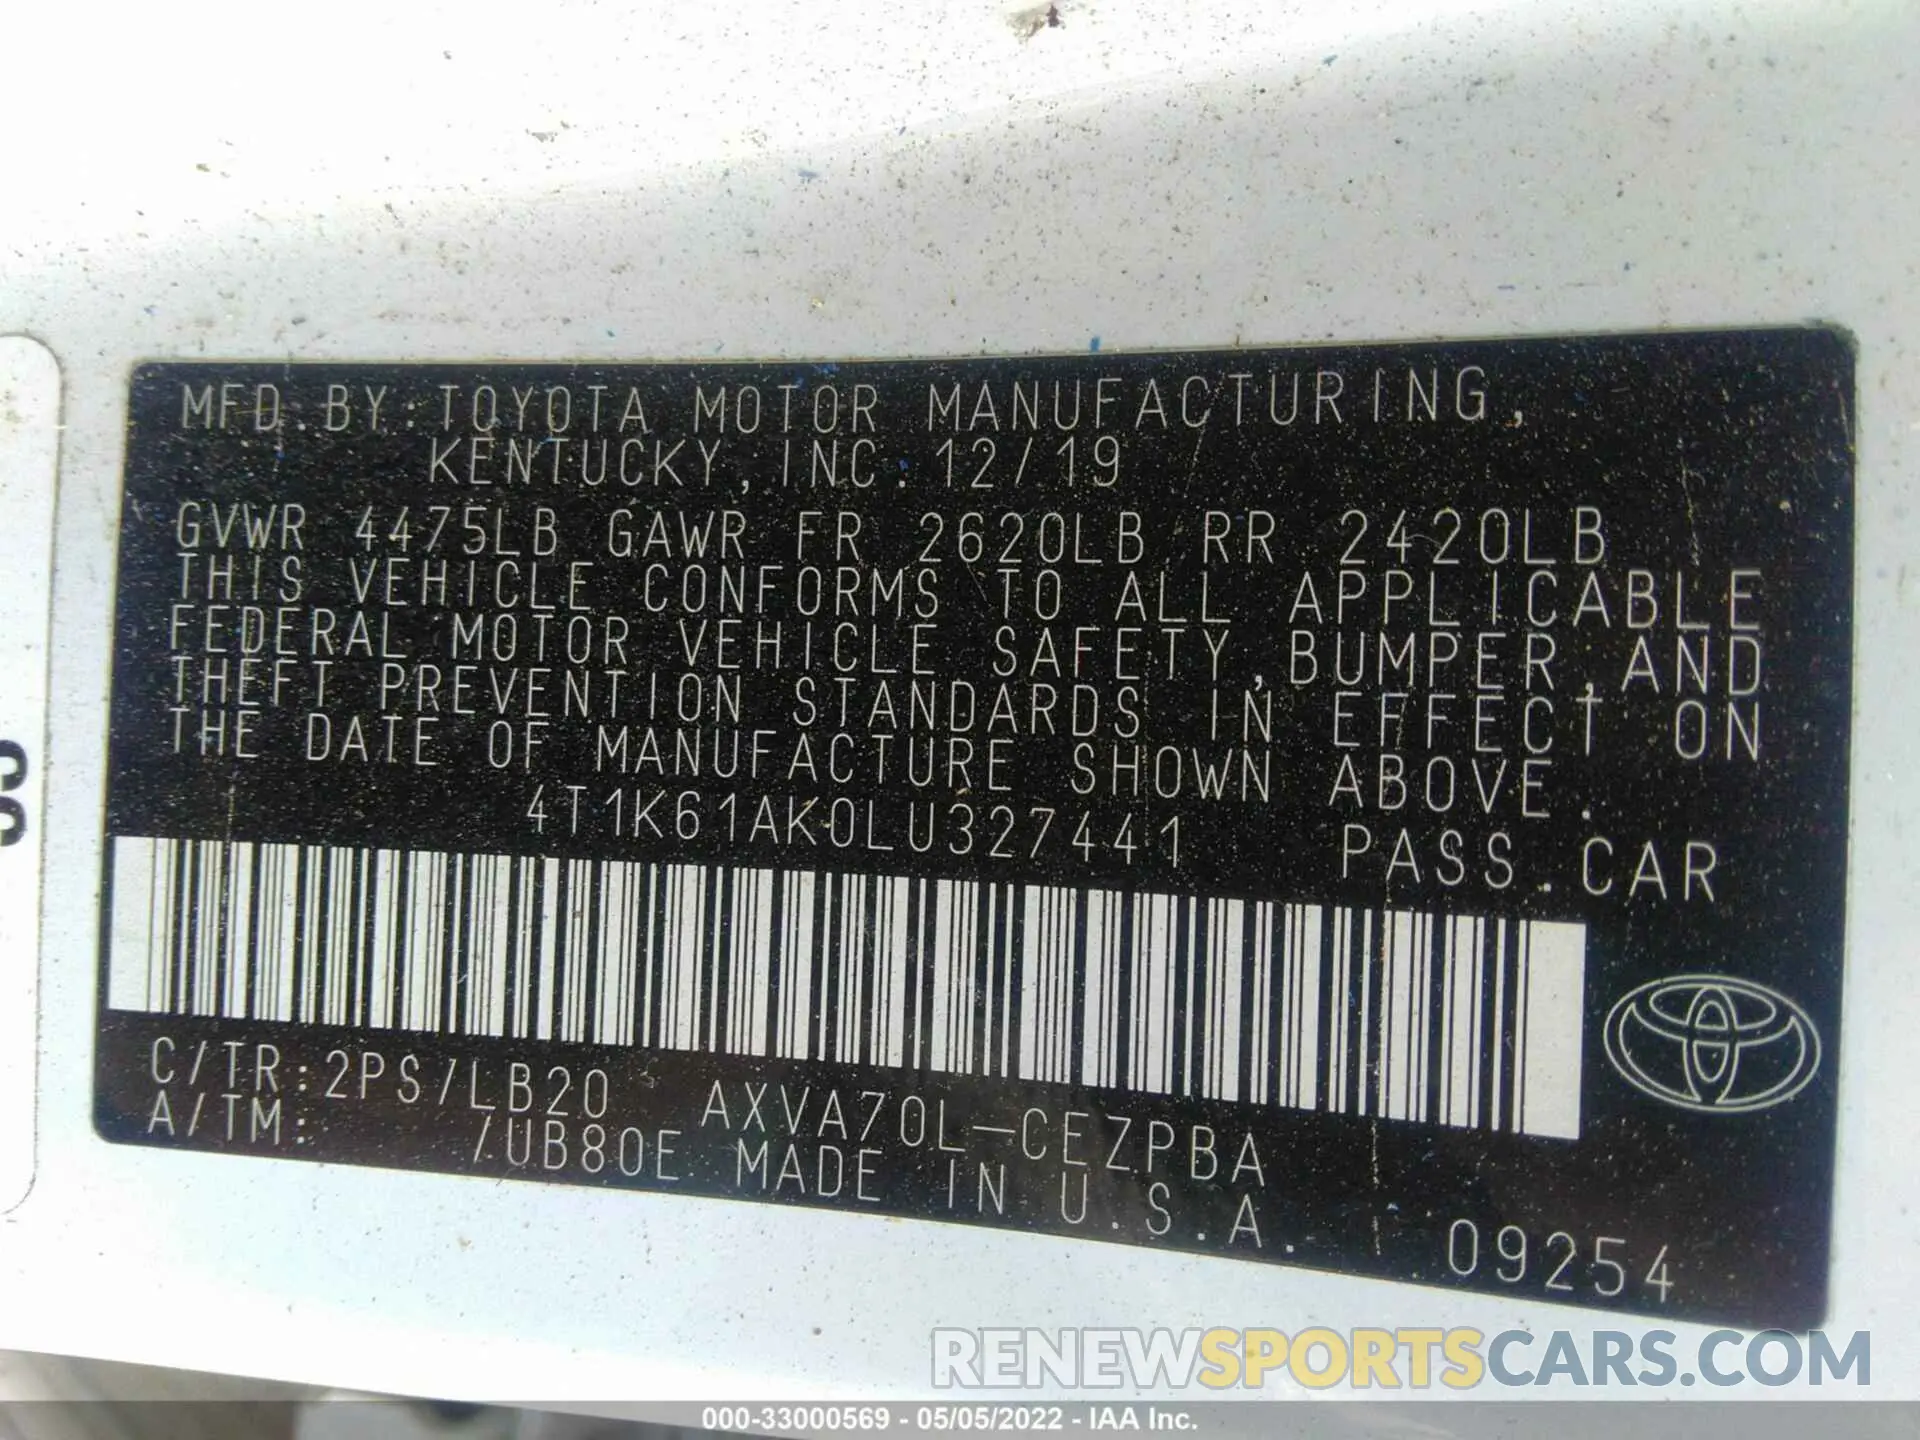 MFD.BY:TOYOTA MOTOR MANUFACTURING,
KENTUCKY,INC. 12/19
GVWR 4475LB GAWR FR 2620LB RR 2420LB
THIS VEHICLE CONFORMS TO ALL APPLICABLE
FEDERAL MOTOR VEHICLE SAFETY,BUMPER,AND
THEFT PREVENTION STANDARDS IN EFFECT ON
THE DATE OF MANUFACTURE SHOWN ABOVE.
4T1K61AK0LU327441 PASS.CAR
C/TR:2PS/LB20 AXVA70L-CEZPBA
A/TM: /UB80E MADE IN U.S.A.
09254
RENEWSPORTSCARS.COM
000-33000569 - 05/05/2022 - IAA Inc.